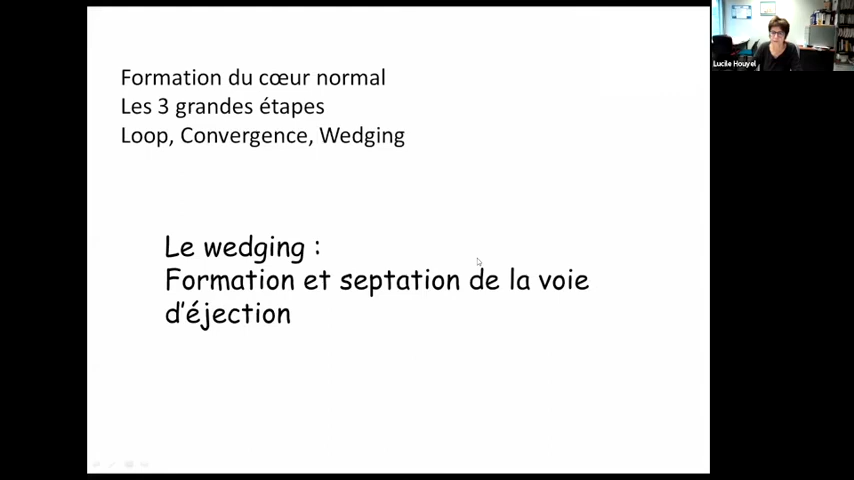 Formation du cœur normal
Les 3 grandes étapes
Loop, Convergence, Wedging
Le wedging :
Formation et septation de la voie
d'éjection
Lucile Houyel